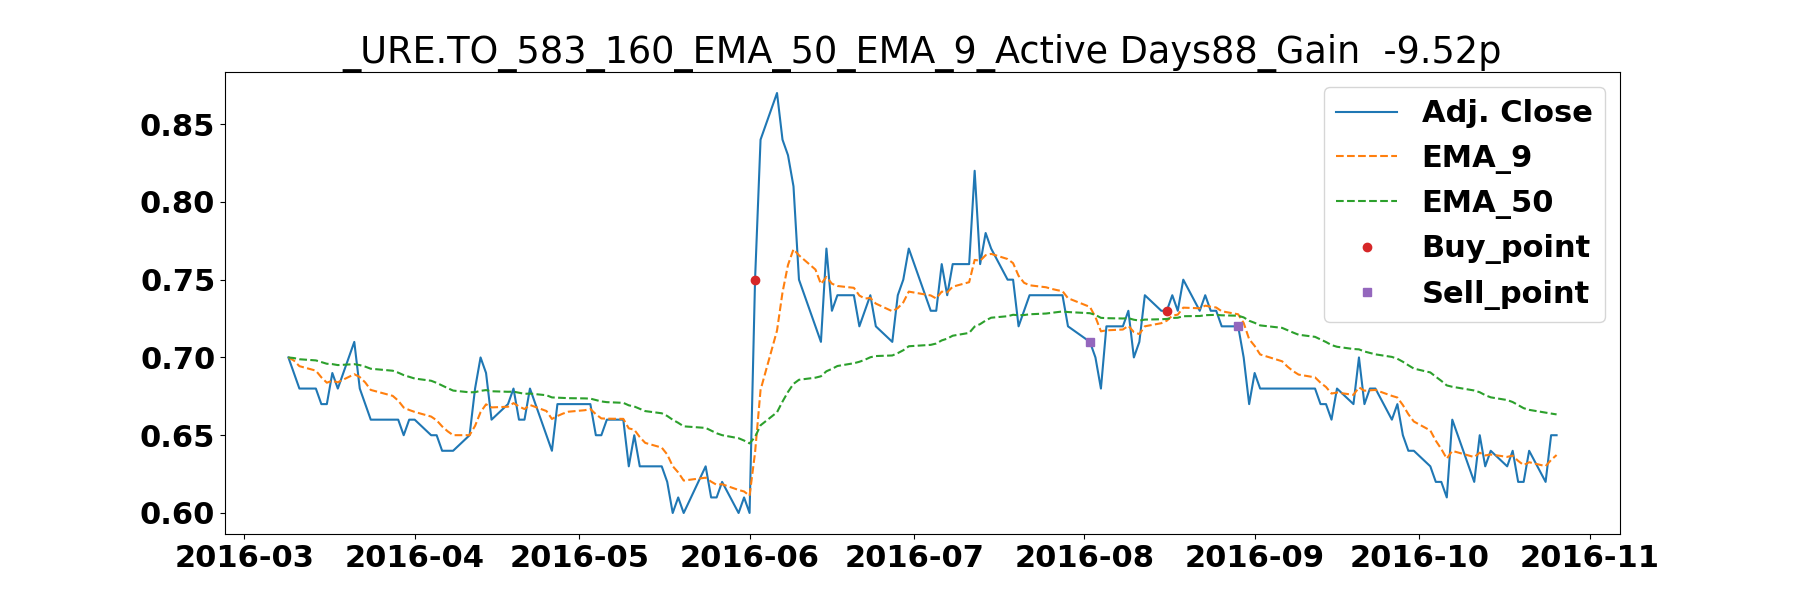 _URE.TO_583_160_EMA_50_EMA_9_Active Days88_Gain  -9.52p
Adj. Close
EMA_9
EMA_50
Buy_point
Sell_point
0.85
0.80
0.75
0.70
0.65
0.60
2016-03 2016-04 2016-05 2016-06 2016-07 2016-08 2016-09 2016-10 2016-11